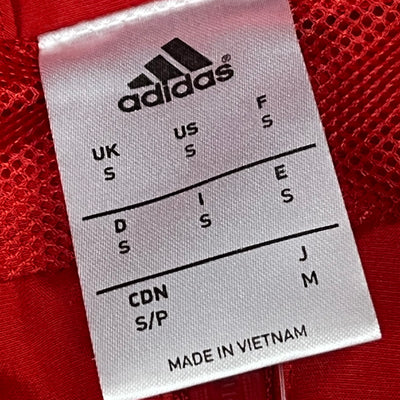 adidas
UK US F
S S S
D I E
S S S
CDN J
S/P M
MADE IN VIETNAM